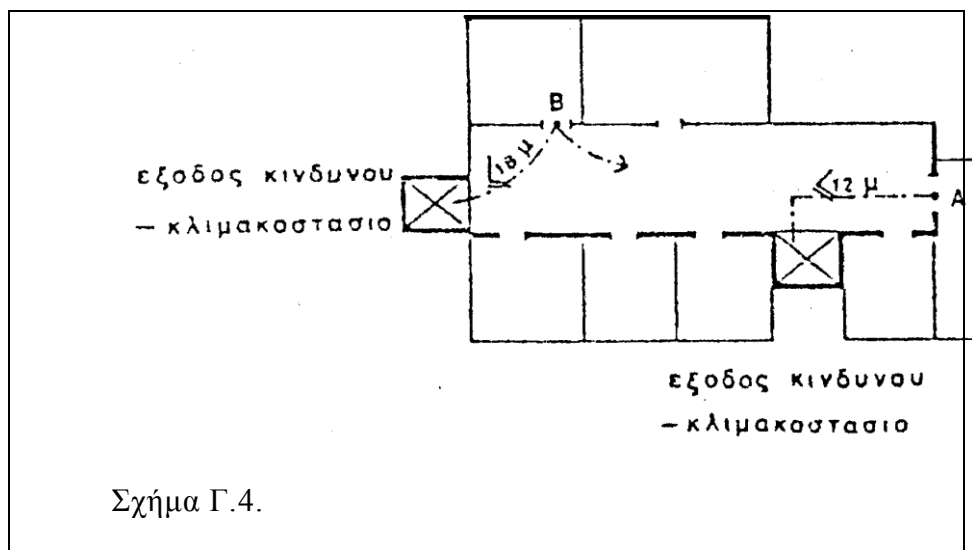 B
≤18 μ
εξοδος κινδυνου
– κλιμακοστασιο
≤12 μ
A
εξοδος κινδυνου
– κλιμακοστασιο
Σχήμα Γ.4.